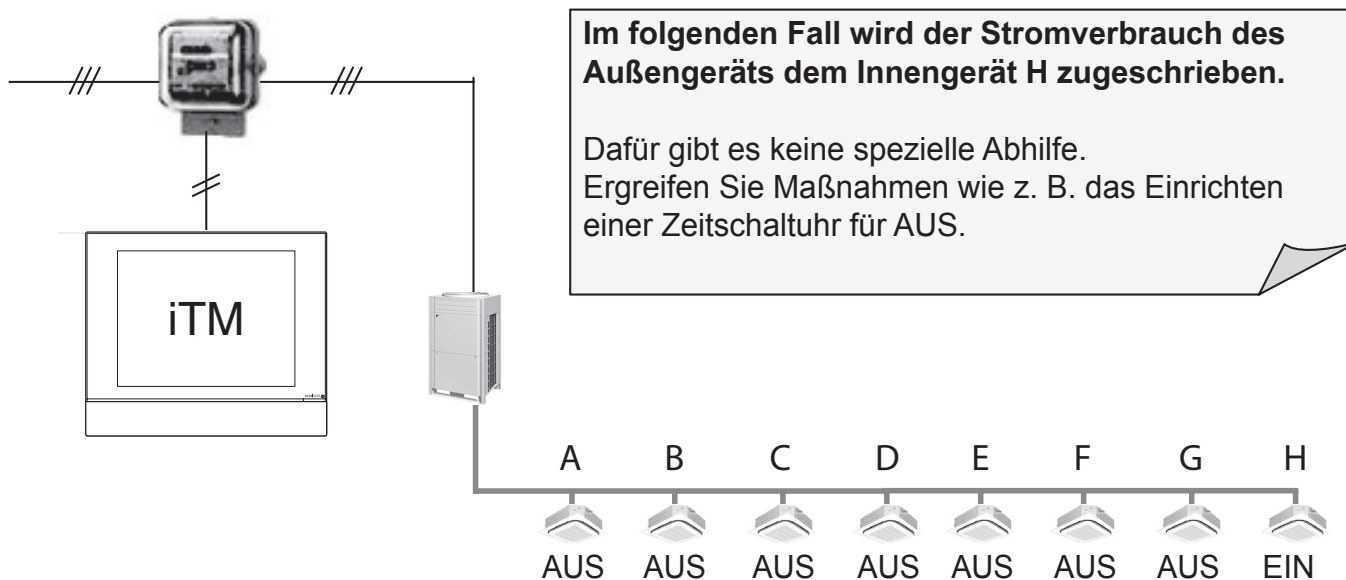 Im folgenden Fall wird der Stromverbrauch des
Außengeräts dem Innengerät H zugeschrieben.
Dafür gibt es keine spezielle Abhilfe.
Ergreifen Sie Maßnahmen wie z. B. das Einrichten
einer Zeitschaltuhr für AUS.
iTM
A B C D E F G H
AUS AUS AUS AUS AUS AUS AUS EIN